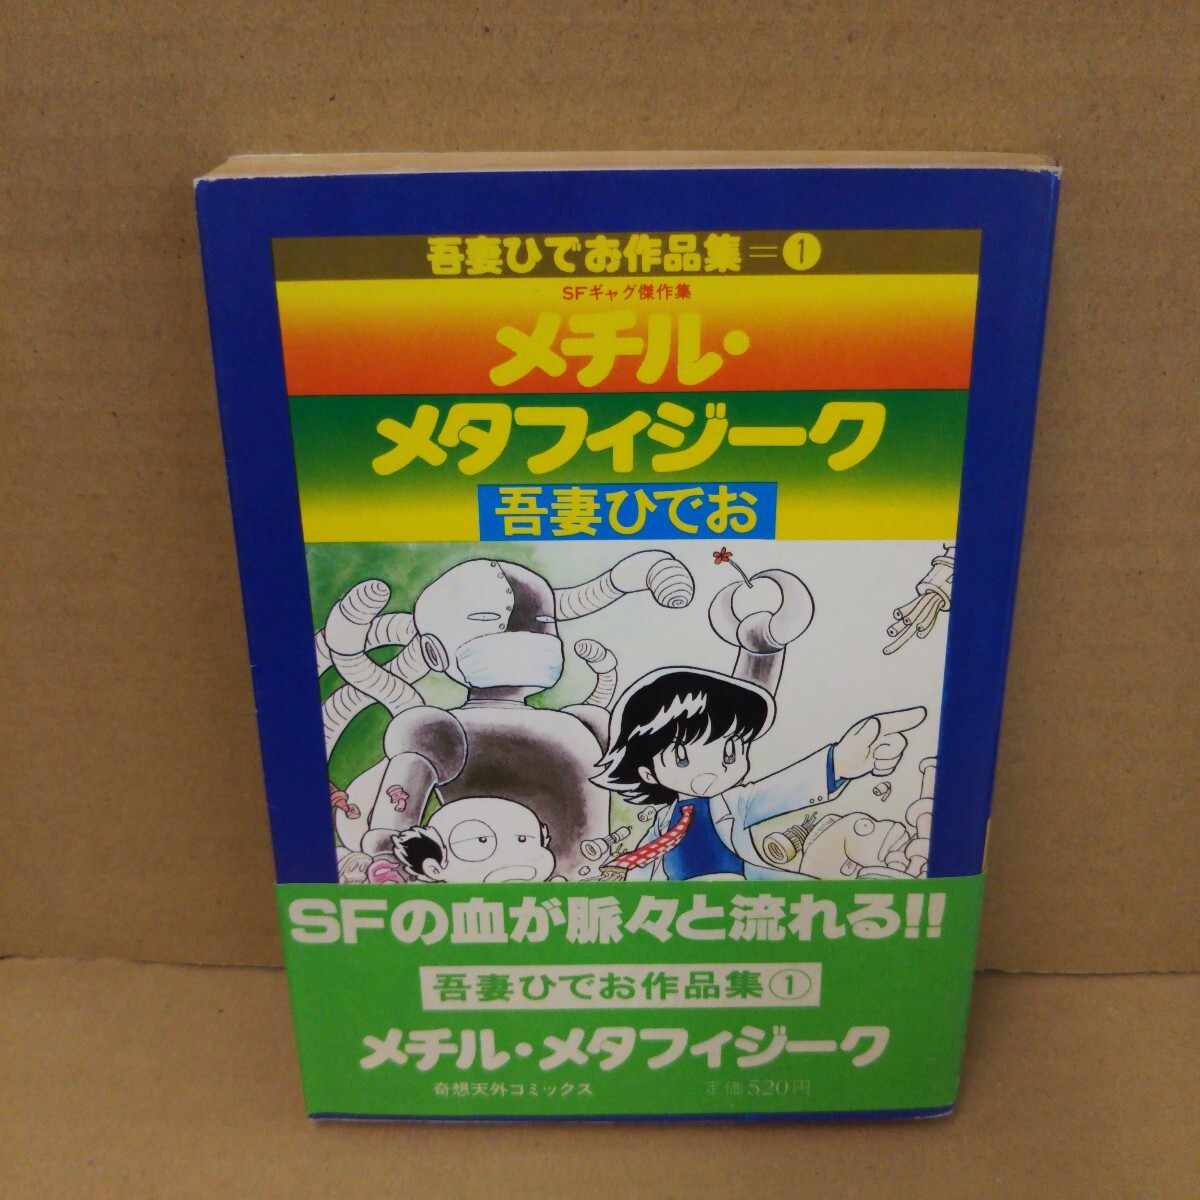 吾妻ひでお作品集=❶
SFギャグ傑作集
メチル・
メタフィジーク
吾妻ひでお
SFの血が脈々と流れる!!
吾妻ひでお作品集①
メチル・メタフィジーク
奇想天外コミックス 定価520円